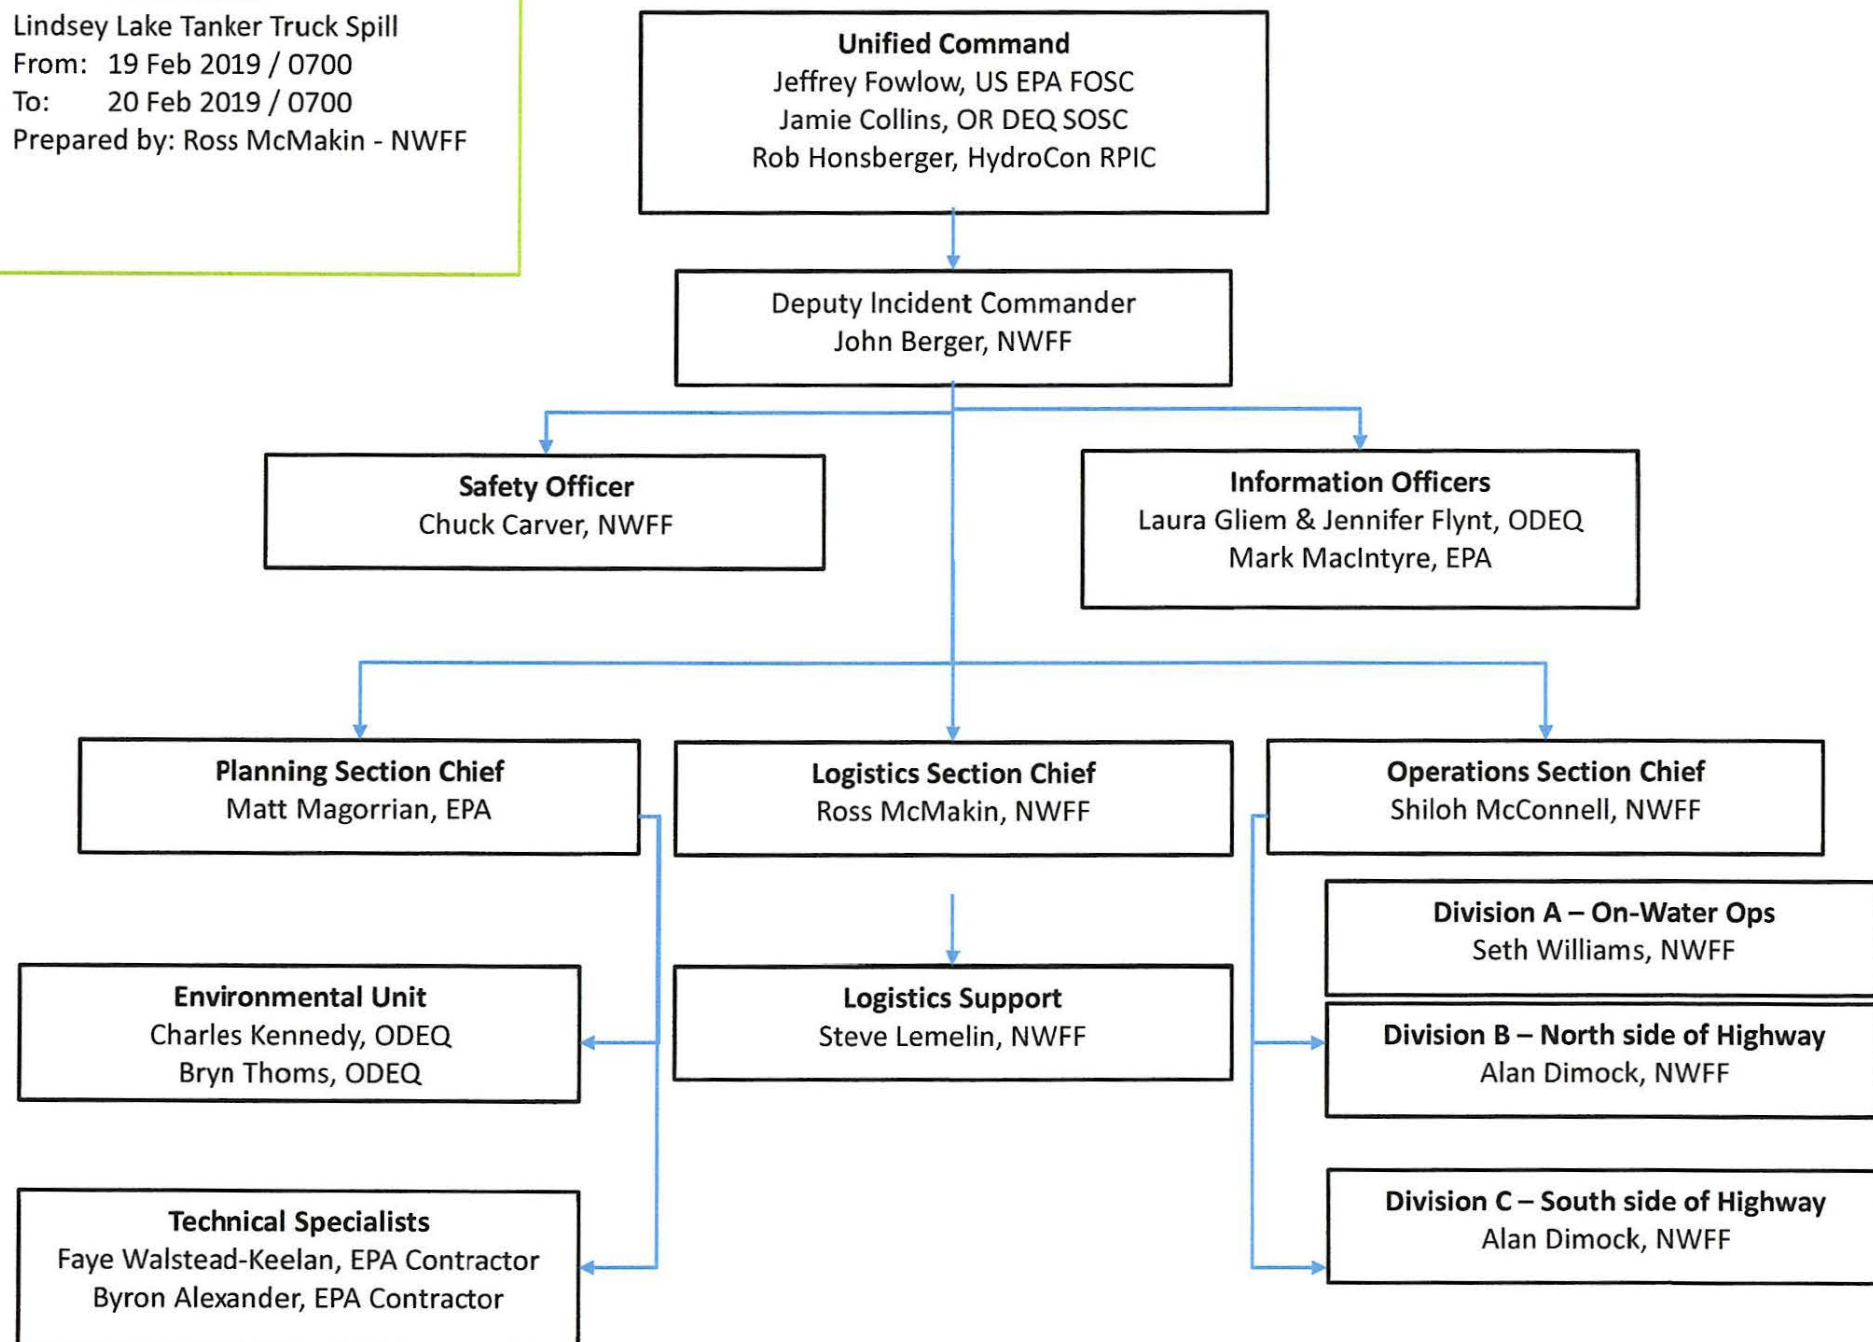 Lindsey Lake Tanker Truck Spill
From: 19 Feb 2019 / 0700
To: 20 Feb 2019 / 0700
Prepared by: Ross McMakin - NWFF
Unified Command
Jeffrey Fowlow, US EPA FOSC
Jamie Collins, OR DEQ SOSC
Rob Honsberger, HydroCon RPIC
Deputy Incident Commander
John Berger, NWFF
Safety Officer
Chuck Carver, NWFF
Information Officers
Laura Gliem & Jennifer Flynt, ODEQ
Mark MacIntyre, EPA
Planning Section Chief
Matt Magorrian, EPA
Logistics Section Chief
Ross McMakin, NWFF
Operations Section Chief
Shiloh McConnell, NWFF
Division A – On-Water Ops
Seth Williams, NWFF
Environmental Unit
Charles Kennedy, ODEQ
Bryn Thoms, ODEQ
Logistics Support
Steve Lemelin, NWFF
Division B – North side of Highway
Alan Dimock, NWFF
Technical Specialists
Faye Walstead-Keelan, EPA Contractor
Byron Alexander, EPA Contractor
Division C – South side of Highway
Alan Dimock, NWFF